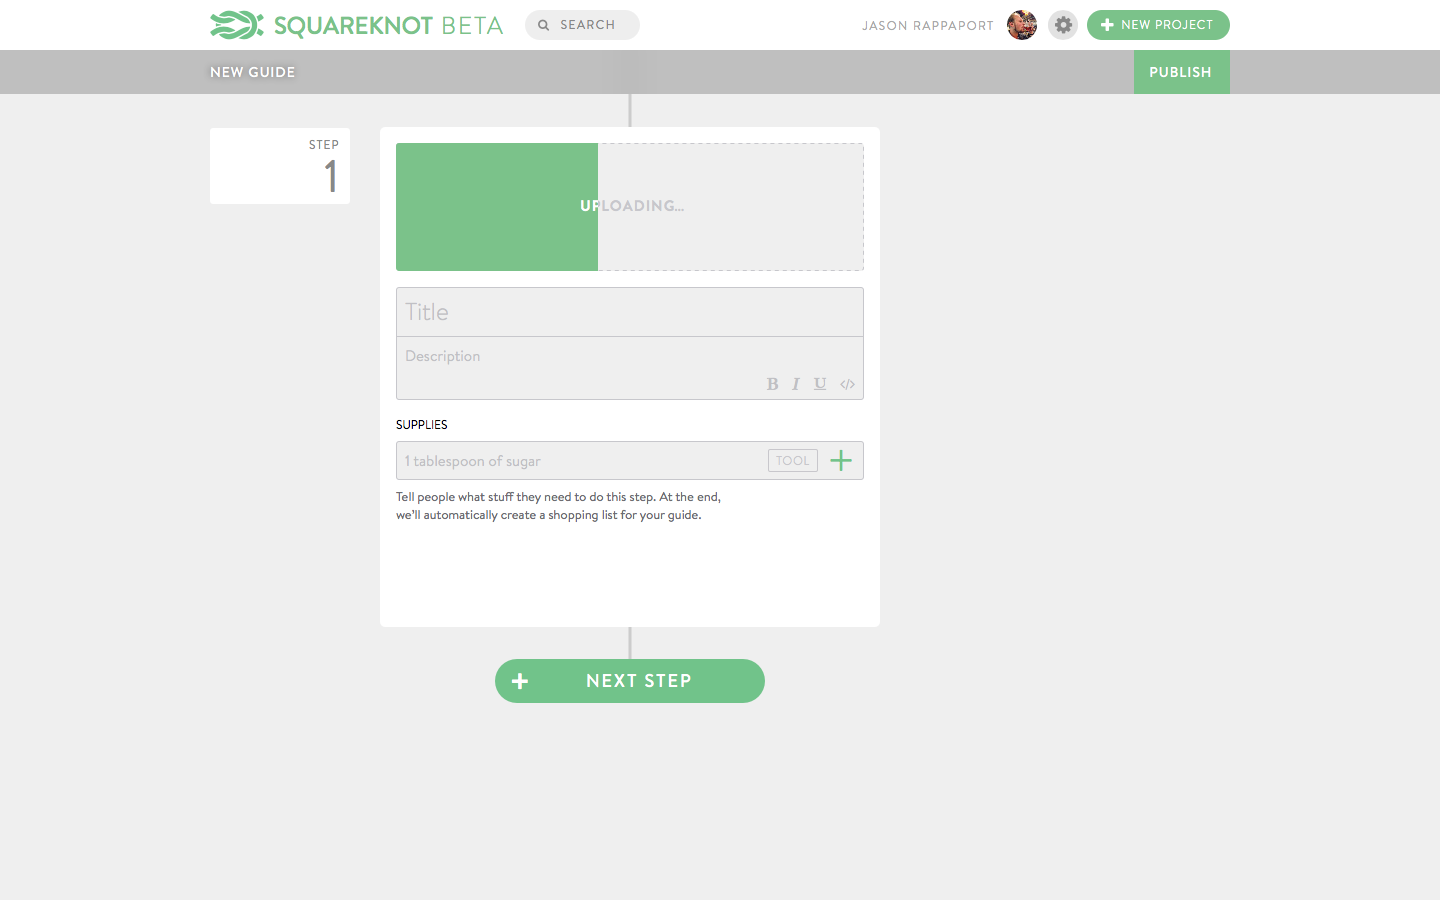 SQUAREKNOT BETA
SEARCH
JASON RAPPAPORT
NEW PROJECT
NEW GUIDE
PUBLISH
STEP
1
UPLOADING...
Title
Description
B I U </>
SUPPLIES
1 tablespoon of sugar
TOOL
Tell people what stuff they need to do this step. At the end,
we'll automatically create a shopping list for your guide.
NEXT STEP